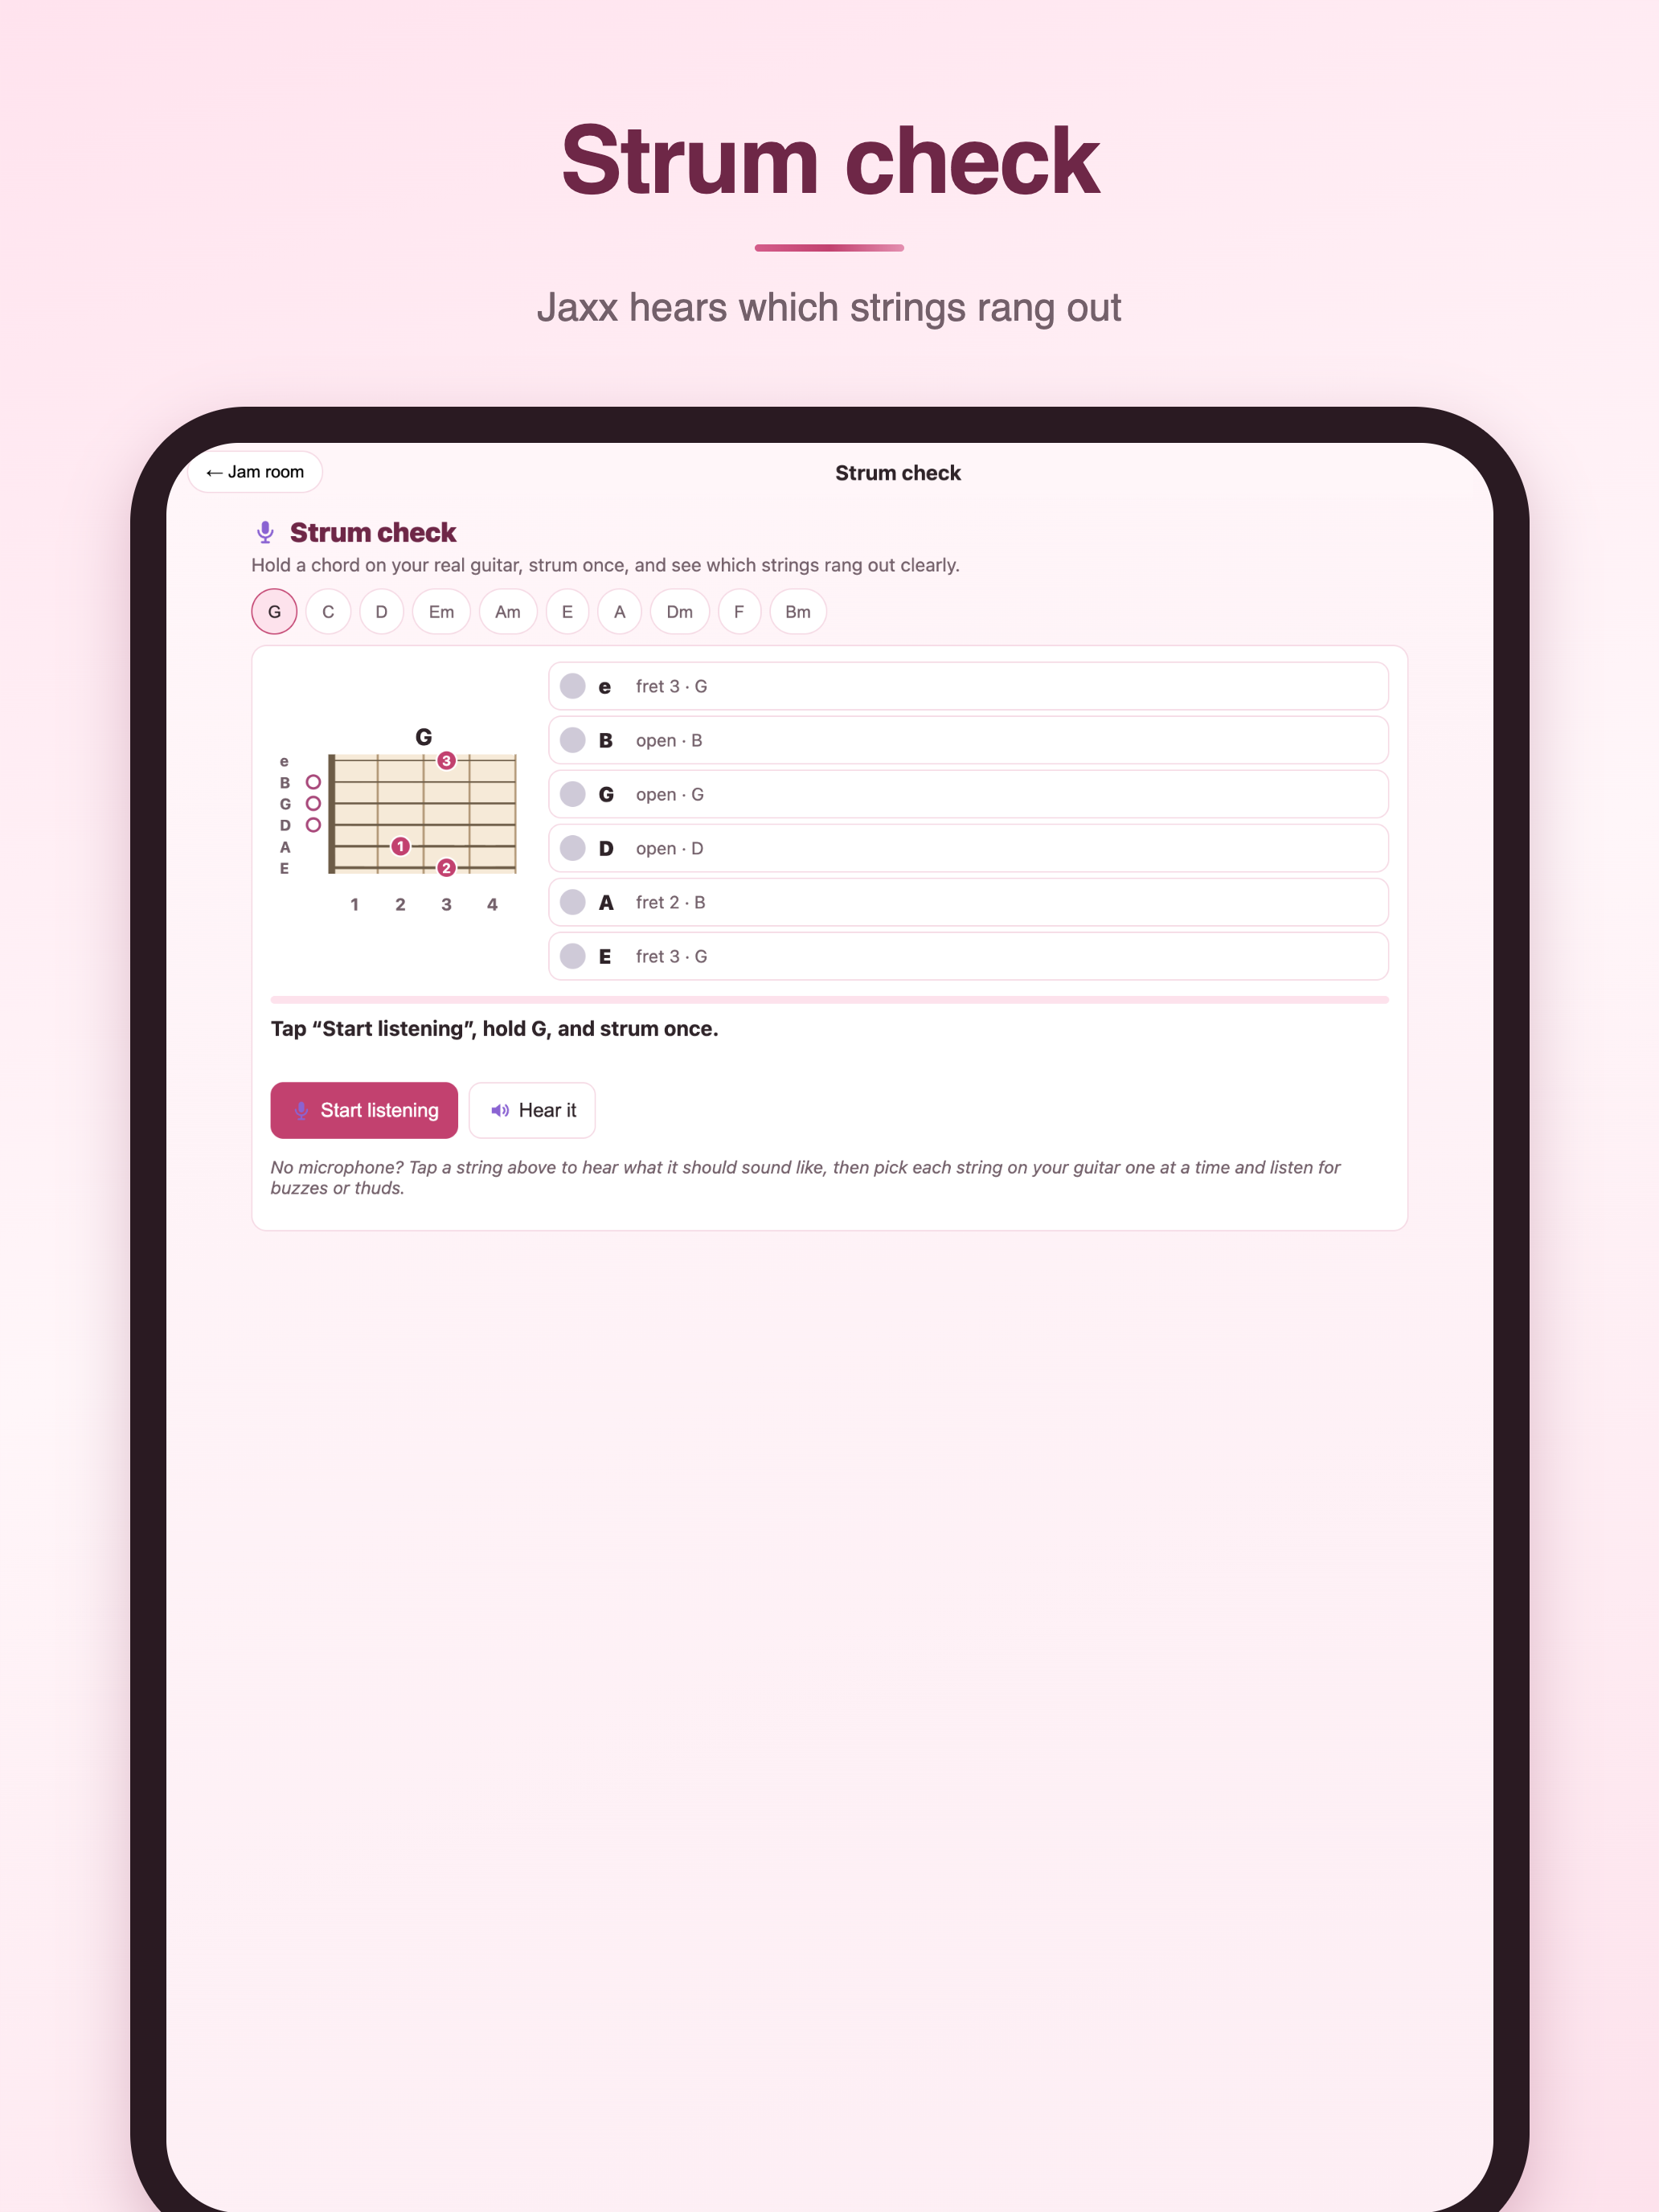 Strum check
Jaxx hears which strings rang out
← Jam room
Strum check
Strum check
Hold a chord on your real guitar, strum once, and see which strings rang out clearly.
G C D Em Am E A Dm F Bm
G
e 3
B
G
D
A 1
E 2
1 2 3 4
e fret 3 · G
B open · B
G open · G
D open · D
A fret 2 · B
E fret 3 · G
Tap “Start listening”, hold G, and strum once.
Start listening
Hear it
No microphone? Tap a string above to hear what it should sound like, then pick each string on your guitar one at a time and listen for
buzzes or thuds.